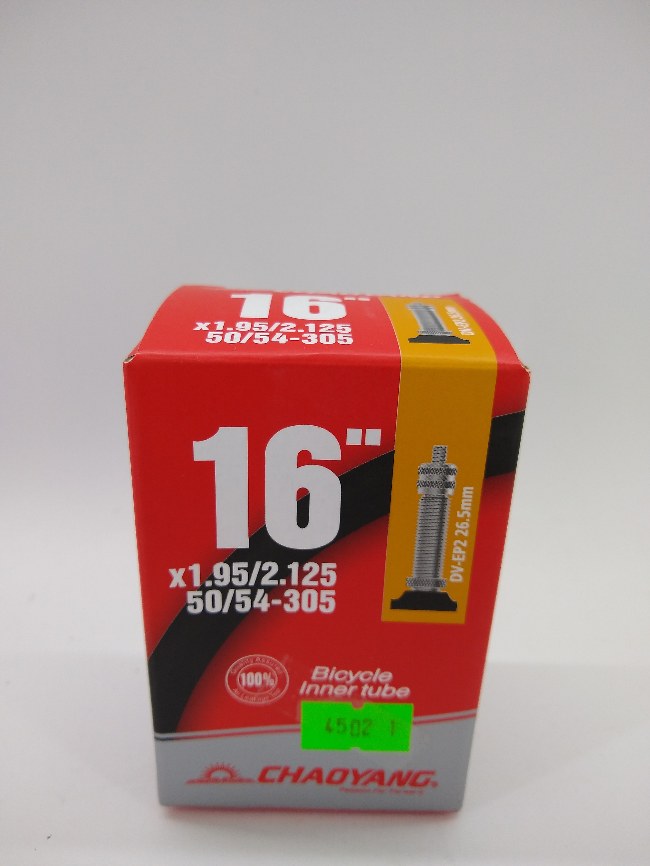 16"
x1.95/2.125
50/54-305
16"
x1.95/2.125
50/54-305
DV-EP2 26.5mm
100%
Bicycle
Inner tube
4502 1
CHAOYANG